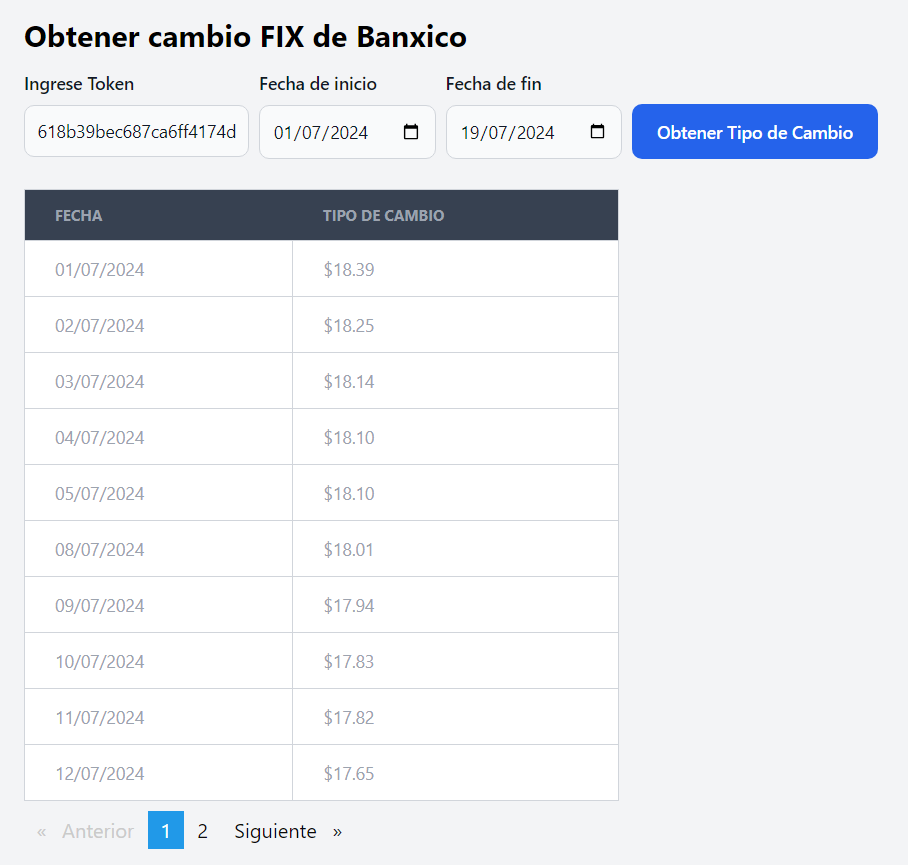 Obtener cambio FIX de Banxico
Ingrese Token Fecha de inicio Fecha de fin
618b39bec687ca6ff4174d 01/07/2024 19/07/2024 Obtener Tipo de Cambio
FECHA TIPO DE CAMBIO
01/07/2024 $18.39
02/07/2024 $18.25
03/07/2024 $18.14
04/07/2024 $18.10
05/07/2024 $18.10
08/07/2024 $18.01
09/07/2024 $17.94
10/07/2024 $17.83
11/07/2024 $17.82
12/07/2024 $17.65
« Anterior 1 2 Siguiente »